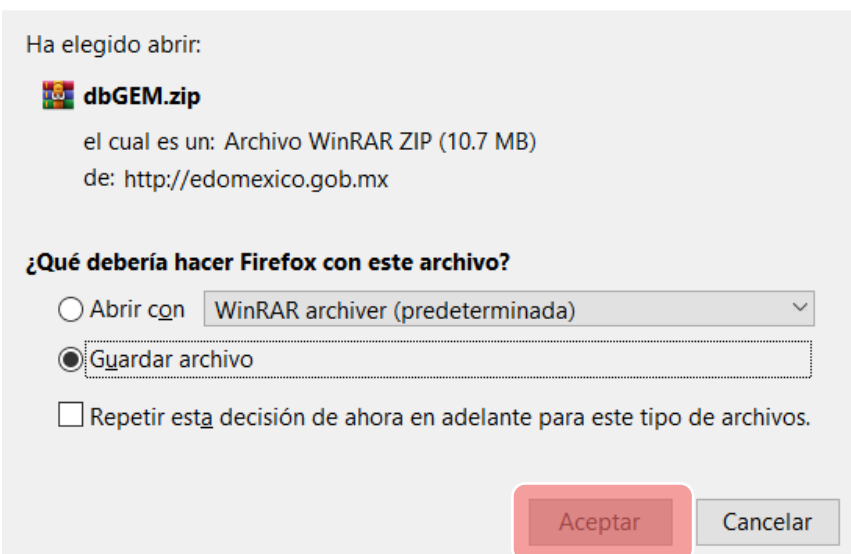 Ha elegido abrir:
dbGEM.zip
el cual es un: Archivo WinRAR ZIP (10.7 MB)
de: http://edomexico.gob.mx
¿Qué debería hacer Firefox con este archivo?
Abrir con WinRAR archiver (predeterminada)
Guardar archivo
Repetir esta decisión de ahora en adelante para este tipo de archivos.
Aceptar Cancelar